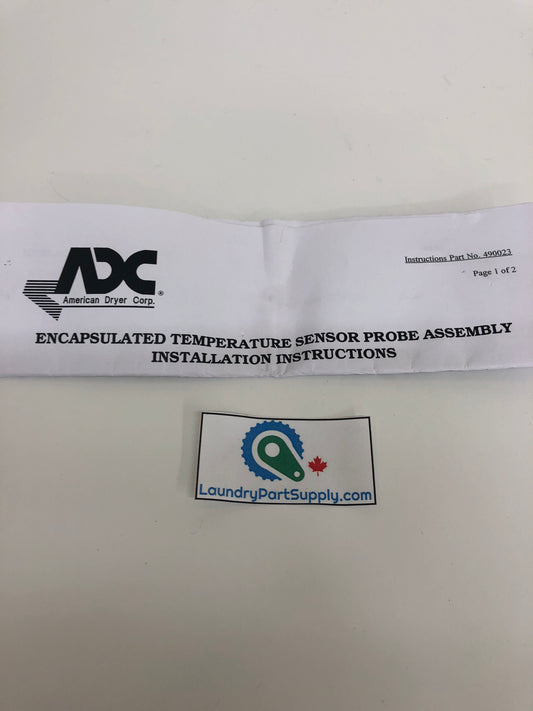 ADC®
American Dryer Corp.
Instructions Part No. 490023
Page 1 of 2
ENCAPSULATED TEMPERATURE SENSOR PROBE ASSEMBLY
INSTALLATION INSTRUCTIONS
LaundryPartSupply.com